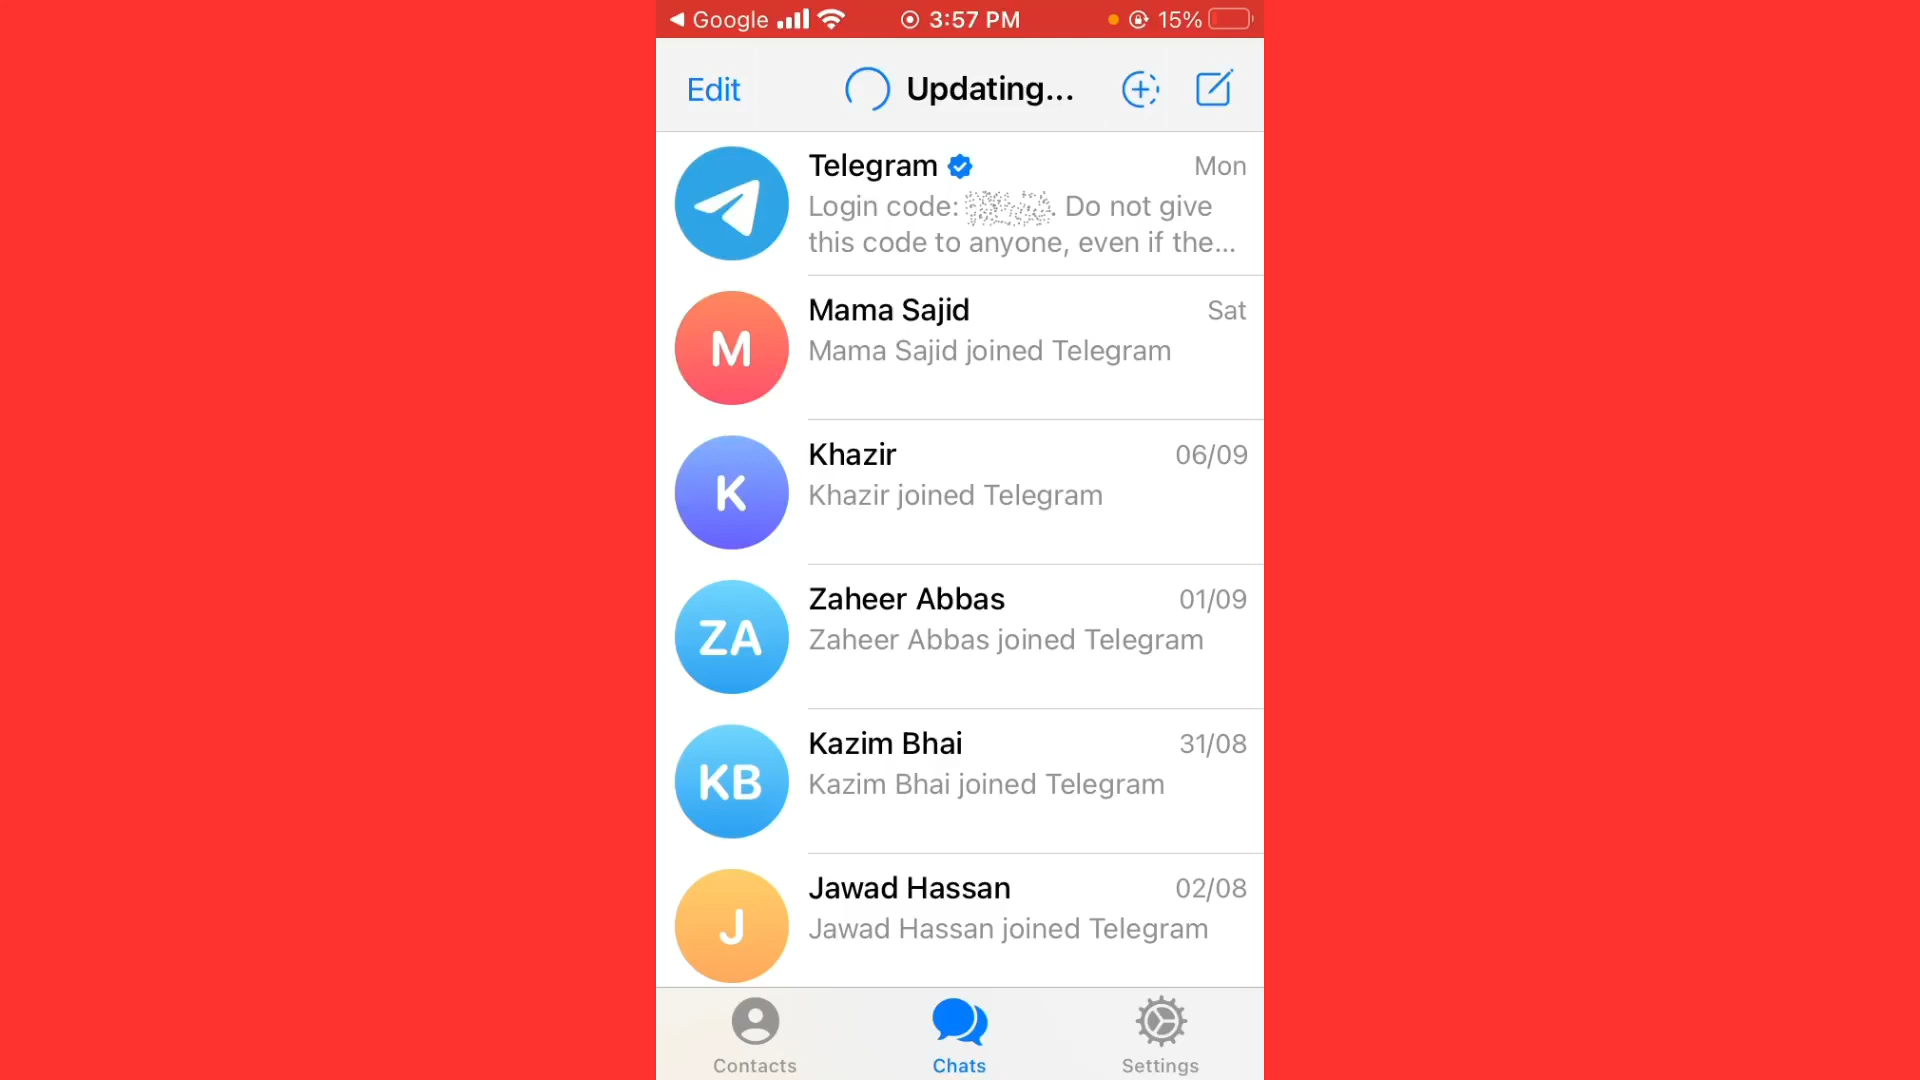 Google 3:57 PM 15%
Edit Updating...
Telegram Mon
Login code: . Do not give
this code to anyone, even if the...
M Mama Sajid Sat
Mama Sajid joined Telegram
K Khazir 06/09
Khazir joined Telegram
ZA Zaheer Abbas 01/09
Zaheer Abbas joined Telegram
KB Kazim Bhai 31/08
Kazim Bhai joined Telegram
J Jawad Hassan 02/08
Jawad Hassan joined Telegram
Contacts Chats Settings